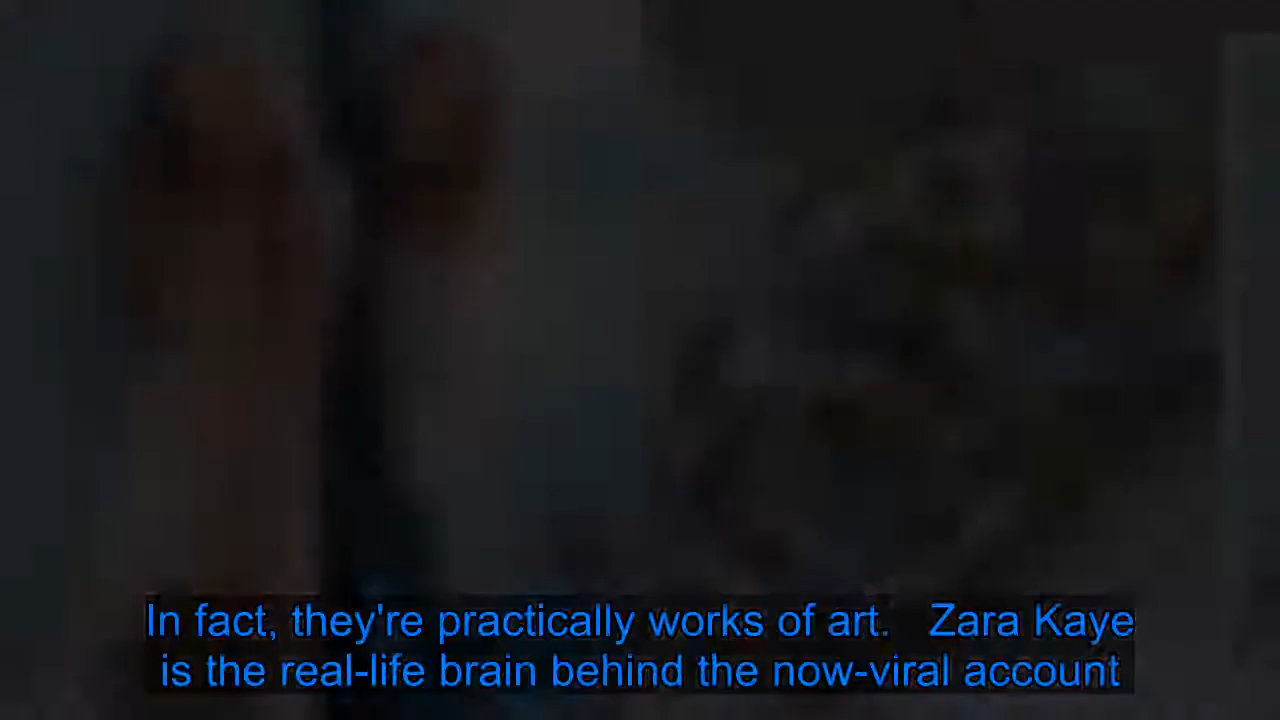 In fact, they're practically works of art.   Zara Kaye
is the real-life brain behind the now-viral account